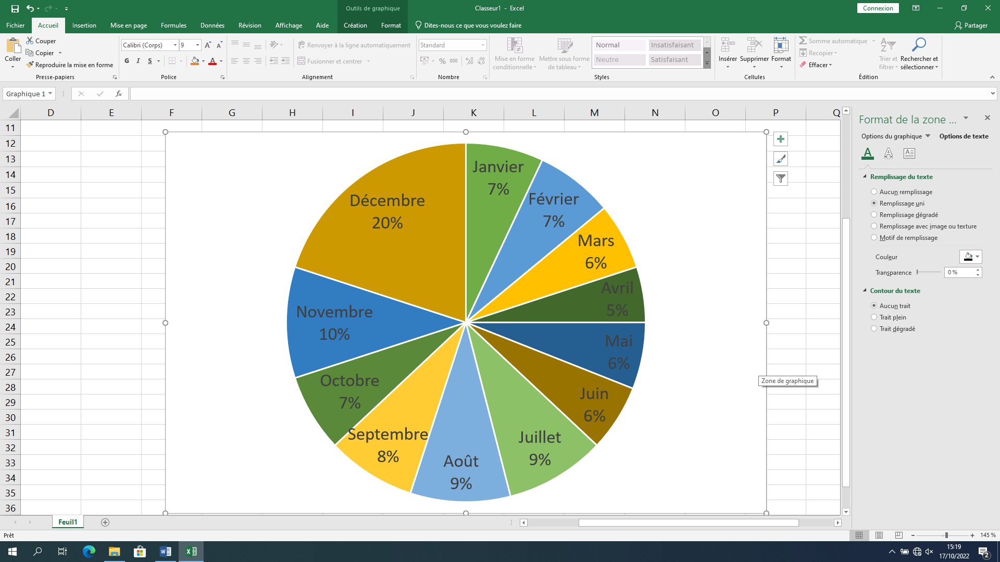 Outils de graphique
Classeur1 - Excel
Connexion
Fichier Accueil Insertion Mise en page Formules Données Révision Affichage Aide Création Format Dites-nous ce que vous voulez faire Partager
Coller
Couper
Copier
Reproduire la mise en forme
Presse-papiers
Calibri (Corps) 9
G I S
Police
Renvoyer à la ligne automatiquement
Fusionner et centrer
Alignement
Standard
% 000
Nombre
Mise en forme
conditionnelle
Mettre sous forme
de tableau
Normal Insatisfaisant
Neutre Satisfaisant
Styles
Insérer Supprimer Format
Cellules
Somme automatique
Recopier
Effacer
Trier et
filtrer
Rechercher et
sélectionner
Édition
Graphique 1
fx
D E F G H I J K L M N O P Q
11
12
13
14
15
16
17
18
19
20
21
22
23
24
25
26
27
28
29
30
31
32
33
34
35
36
Janvier
7%
Février
7%
Mars
6%
Avril
5%
Mai
6%
Juin
6%
Juillet
9%
Août
9%
Septembre
8%
Octobre
7%
Novembre
10%
Décembre
20%
Zone de graphique
Format de la zone ...
Options du graphique Options de texte
Remplissage du texte
Aucun remplissage
Remplissage uni
Remplissage dégradé
Remplissage avec image ou texture
Motif de remplissage
Couleur
Transparence 0 %
Contour du texte
Aucun trait
Trait plein
Trait dégradé
Feuil1
Prêt
145 %
15:19
17/10/2022
2